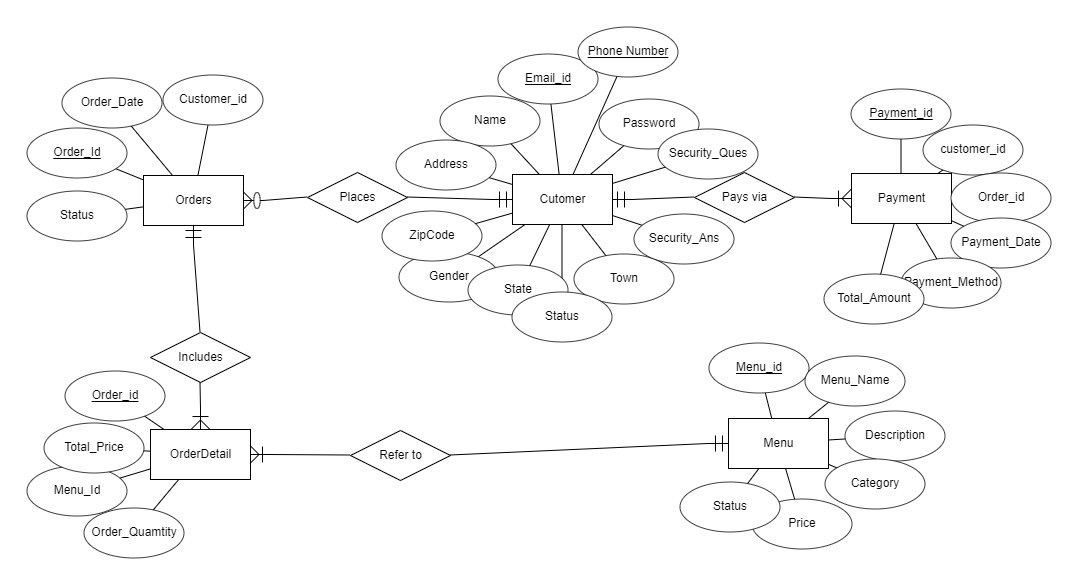 Phone Number
Email_id
Order_Date
Customer_id
Name
Password
Payment_id
Order_Id
Address
Security_Ques
customer_id
Status
Orders
Places
Cutomer
Pays via
Payment
Order_id
ZipCode
Security_Ans
Payment_Date
Gender
State
Town
Payment_Method
Status
Total_Amount
Includes
Menu_id
Menu_Name
Order_id
Total_Price
OrderDetail
Refer to
Menu
Description
Menu_Id
Category
Order_Quamtity
Status
Price